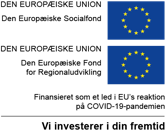 DEN EUROPÆISKE UNION
Den Europæiske Socialfond
DEN EUROPÆISKE UNION
Den Europæiske Fond
for Regionaludvikling
Finansieret som et led i EU's reaktion
på COVID-19-pandemien
Vi investerer i din fremtid